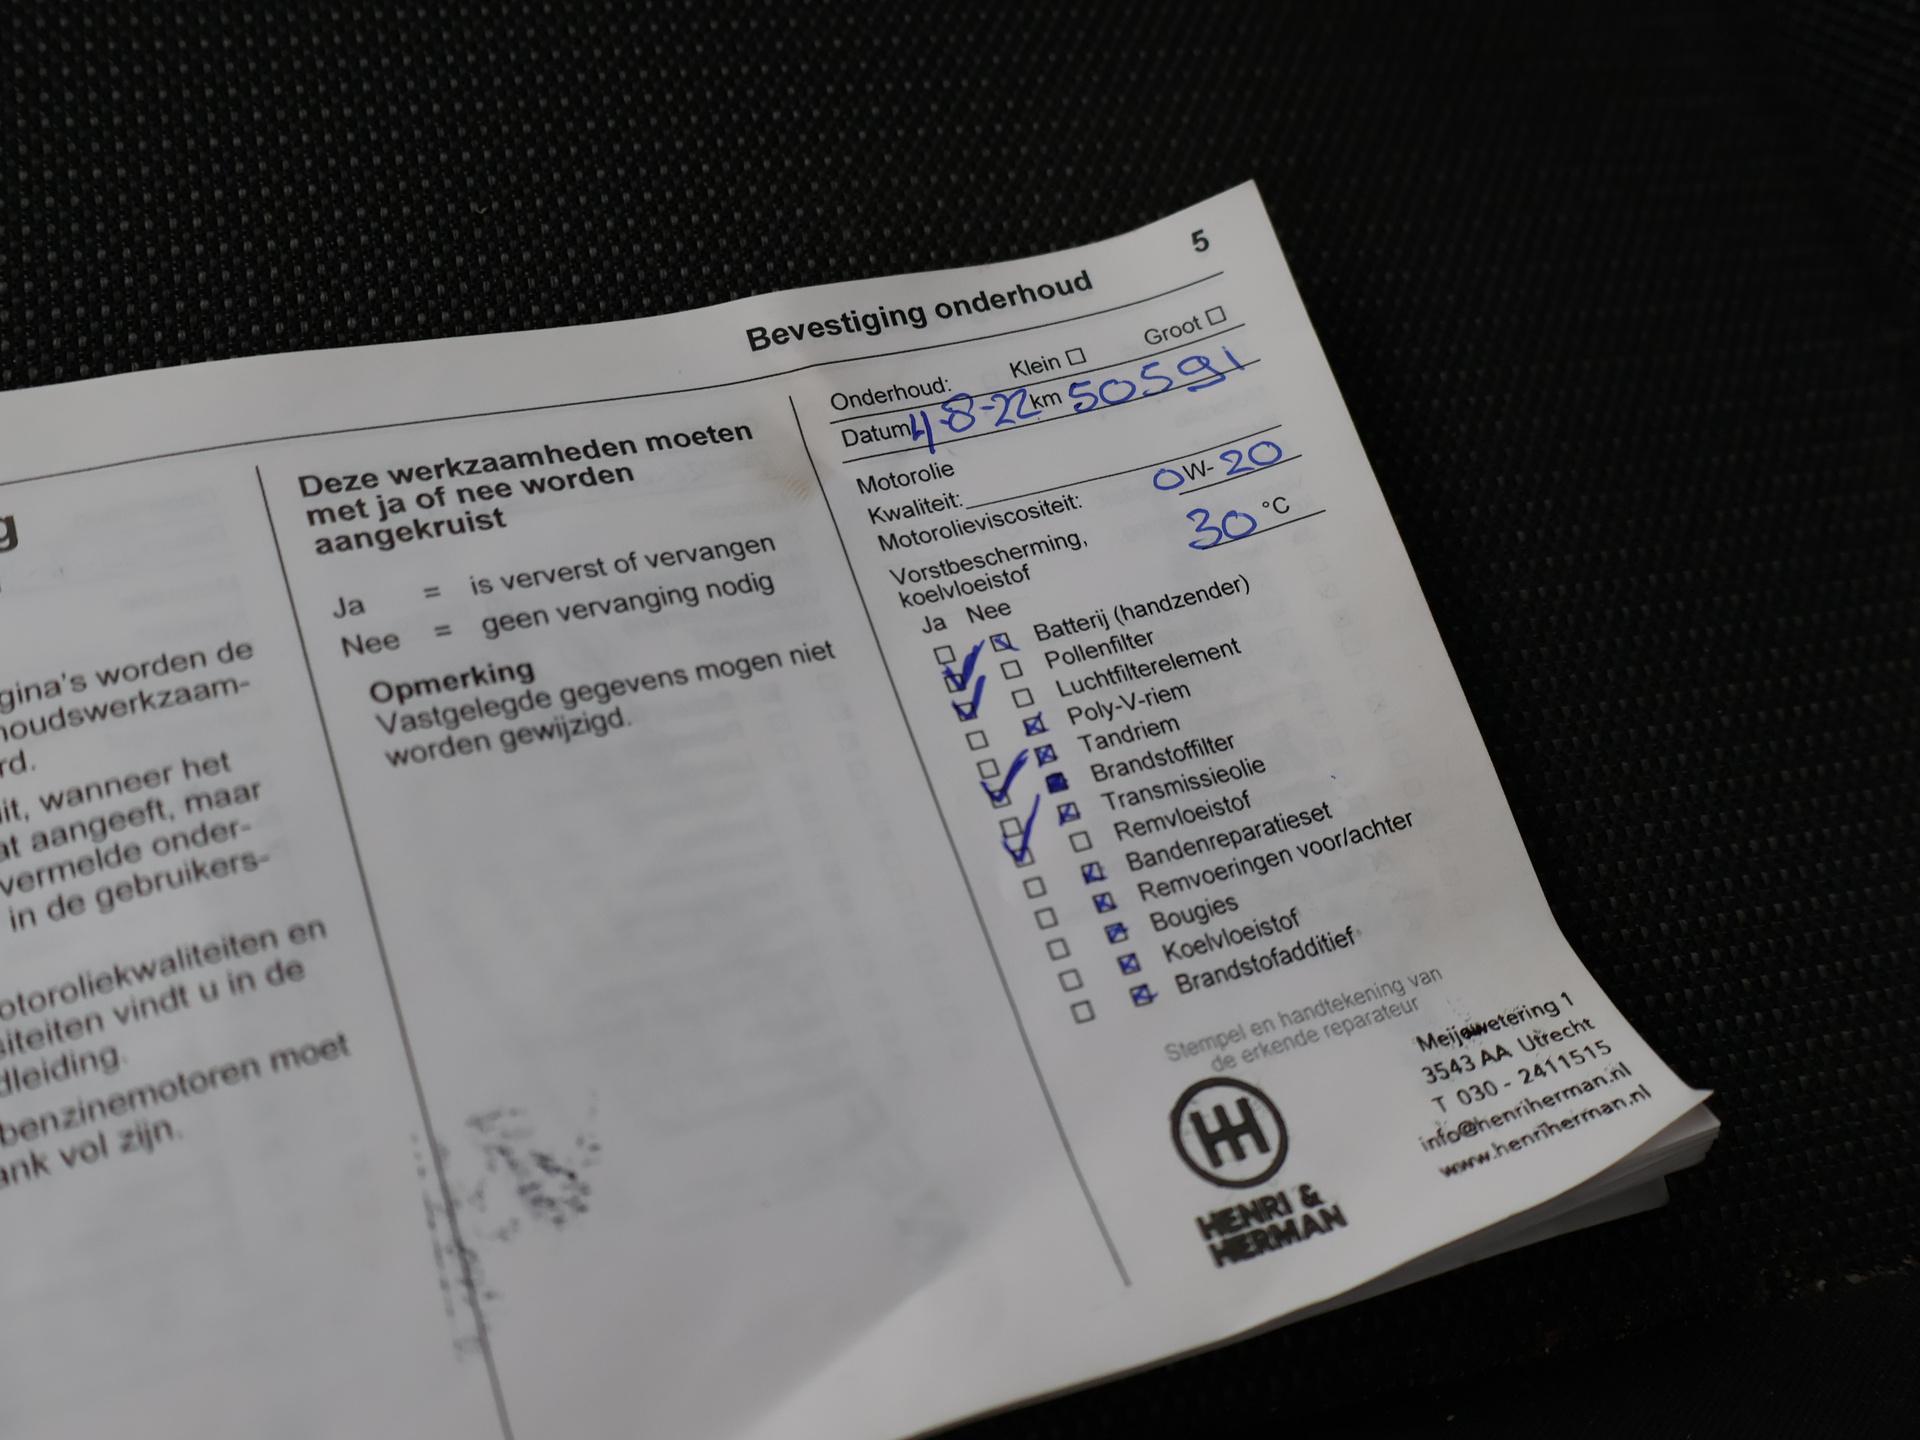 5
Bevestiging onderhoud
g
gina's worden de
houdswerkzaam-
rd.
it, wanneer het
at aangeeft, maar
vermelde onder-
in de gebruikers-
otoroliekwaliteiten en
siteiten vindt u in de
dleiding.
benzinemotoren moet
ank vol zijn.
Deze werkzaamheden moeten
met ja of nee worden
aangekruist
Ja = is ververst of vervangen
Nee = geen vervanging nodig
Opmerking
Vastgelegde gegevens mogen niet
worden gewijzigd.
Onderhoud: Klein Groot
Datum 4-8-22 km 50591
Motorolie
Kwaliteit:
Motorolieviscositeit: 0W-20
Vorstbescherming,
koelvloeistof 30 °C
Ja Nee
Batterij (handzender)
Pollenfilter
Luchtfilterelement
Poly-V-riem
Tandriem
Brandstoffilter
Transmissieolie
Remvloeistof
Bandenreparatieset
Remvoeringen voor/achter
Bougies
Koelvloeistof
Brandstofadditief
Stempel en handtekening van
de erkende reparateur
HENRI &
HERMAN
Meijewetering 1
3543 AA Utrecht
T 030 - 2411515
info@henriherman.nl
www.henriherman.nl